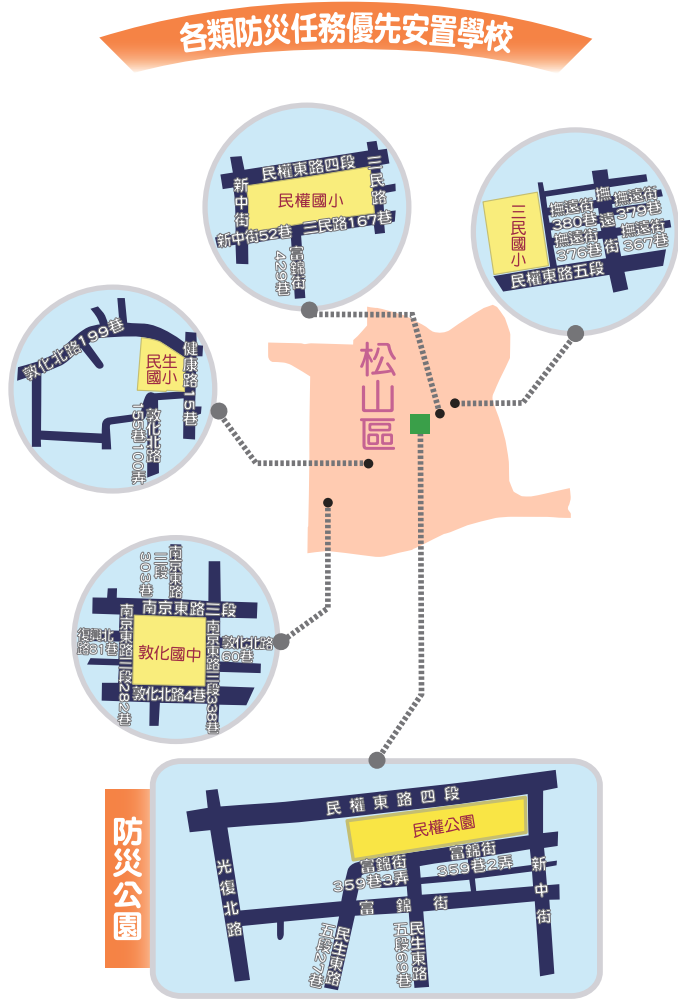 各類防災任務優先安置學校
民權東路四段
新中街
三民路
民權國小
新中街52巷
三民路167巷
富錦街
429巷
三民國小
撫遠街
撫遠街
380巷
撫遠街
379巷
撫遠街
376巷
撫遠街
367巷
民權東路五段
敦化北路199巷
健康路15巷
民生
國小
敦化北路
155巷100弄
松山區
南京東路
三段
303巷
南京東路三段
復興北
路81巷
南京東路三段282巷
敦化國中
南京東路三段338巷
敦化北路
160巷
敦化北路4巷
防災公園
民權東路四段
民權公園
光復北路
富錦街
359巷3弄
富錦街
359巷2弄
新中街
富錦街
民生東路
五段27巷
民生東路
五段69巷